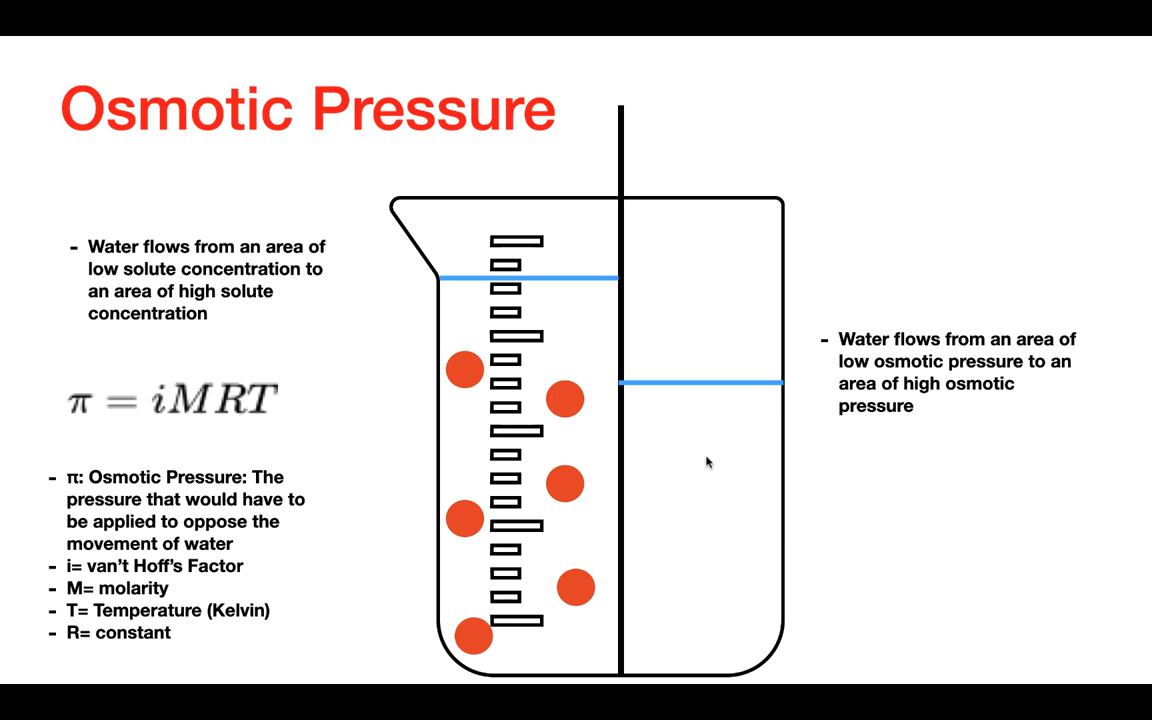 Osmotic Pressure
- Water flows from an area of
low solute concentration to
an area of high solute
concentration
π = iMRT
- π: Osmotic Pressure: The
pressure that would have to
be applied to oppose the
movement of water
- i= van’t Hoff’s Factor
- M= molarity
- T= Temperature (Kelvin)
- R= constant
- Water flows from an area of
low osmotic pressure to an
area of high osmotic
pressure